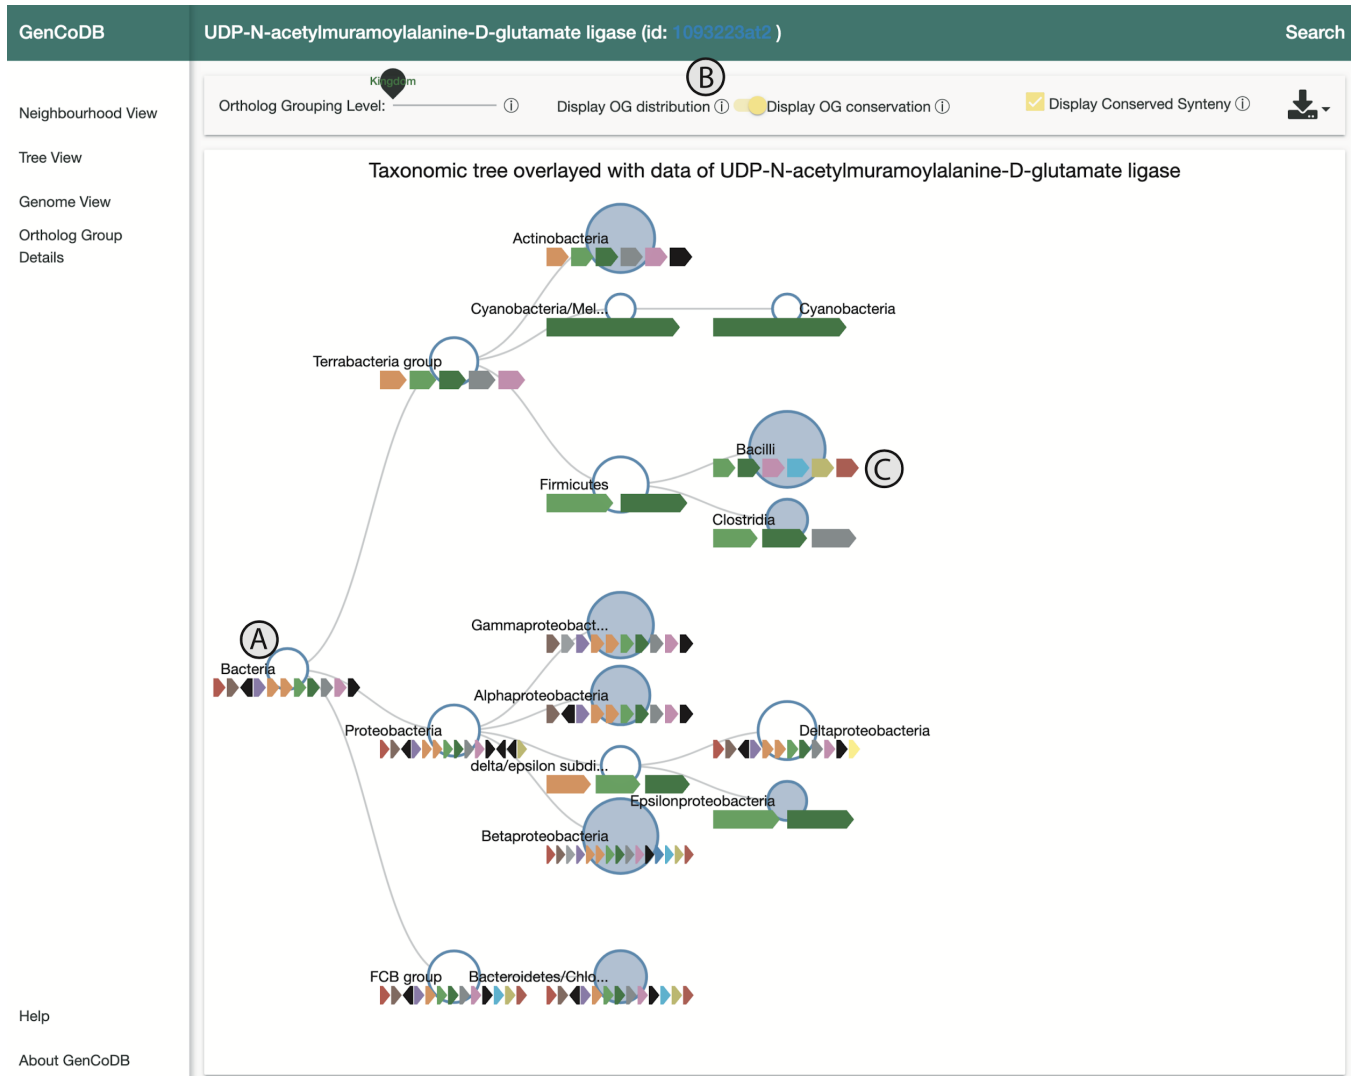 GenCoDB
UDP-N-acetylmuramoylalanine-D-glutamate ligase (id: 1093223at2 )
Search
Kingdom
B
Ortholog Grouping Level:
Display OG distribution
Display OG conservation
Display Conserved Synteny
Neighbourhood View
Tree View
Genome View
Ortholog Group
Details
Taxonomic tree overlayed with data of UDP-N-acetylmuramoylalanine-D-glutamate ligase
Actinobacteria
Cyanobacteria/Mel...
Cyanobacteria
Terrabacteria group
Bacilli
C
Firmicutes
Clostridia
Gammaproteobact...
A
Bacteria
Alphaproteobacteria
Proteobacteria
Deltaproteobacteria
delta/epsilon subdi...
Epsilonproteobacteria
Betaproteobacteria
FCB group
Bacteroidetes/Chlo...
Help
About GenCoDB